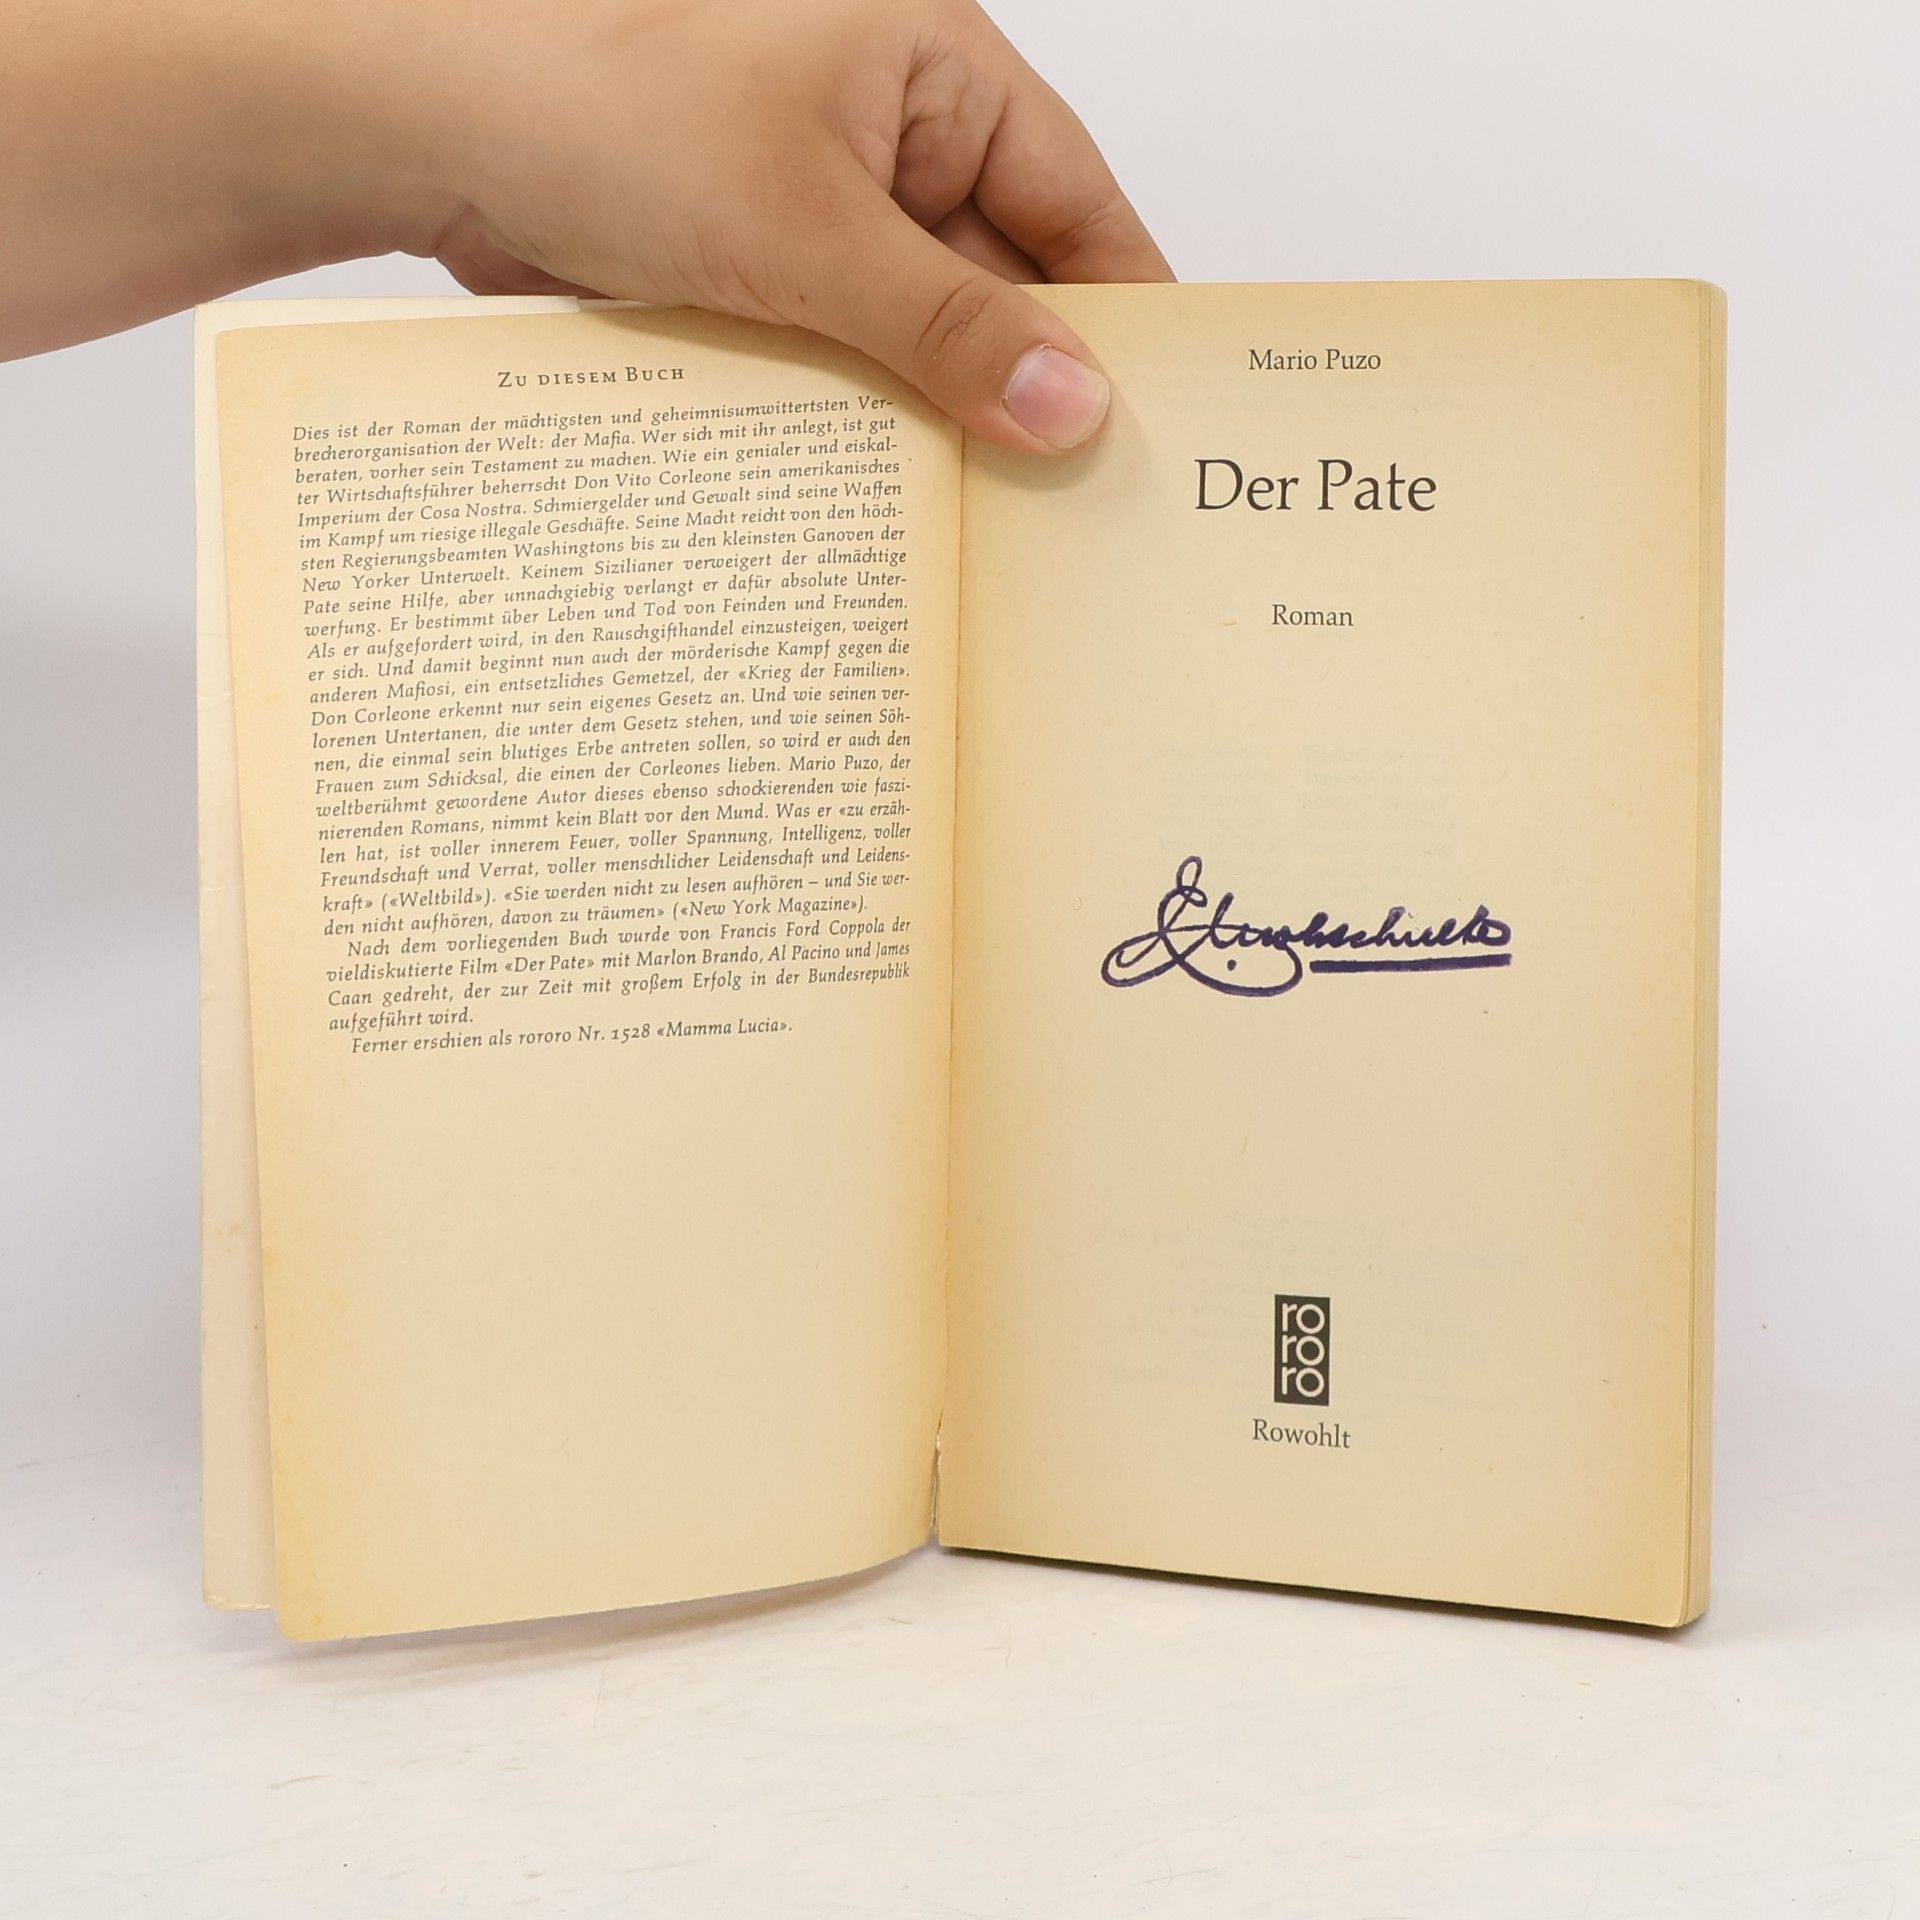 ZU DIESEM BUCH
Dies ist der Roman der mächtigsten und geheimnisumwittertsten Ver-
brecherorganisation der Welt: der Mafia. Wer sich mit ihr anlegt, ist gut
beraten, vorher sein Testament zu machen. Wie ein genialer und eiskal-
ter Wirtschaftsführer beherrscht Don Vito Corleone sein amerikanisches
Imperium der Cosa Nostra. Schmiergelder und Gewalt sind seine Waffen
im Kampf um riesige illegale Geschäfte. Seine Macht reicht von den höch-
sten Regierungsbeamten Washingtons bis zu den kleinsten Ganoven der
New Yorker Unterwelt. Keinem Sizilianer verweigert der allmächtige
Pate seine Hilfe, aber unnachgiebig verlangt er dafür absolute Unter-
werfung. Er bestimmt über Leben und Tod von Feinden und Freunden.
Als er aufgefordert wird, in den Rauschgifthandel einzusteigen, weigert
er sich. Und damit beginnt nun auch der mörderische Kampf gegen die
anderen Mafiosi, ein entsetzliches Gemetzel, der «Krieg der Familien».
Don Corleone erkennt nur sein eigenes Gesetz an. Und wie seinen ver-
lorenen Untertanen, die unter dem Gesetz stehen, und wie seinen Söh-
nen, die einmal sein blutiges Erbe antreten sollen, so wird er auch den
Frauen zum Schicksal, die einen der Corleones lieben. Mario Puzo, der
weltberühmt gewordene Autor dieses ebenso schockierenden wie faszi-
nierenden Romans, nimmt kein Blatt vor den Mund. Was er «zu erzäh-
len hat, ist voller innerem Feuer, voller Spannung, Intelligenz, voller
Freundschaft und Verrat, voller menschlicher Leidenschaft und Leidens-
kraft» («Weltbild»). «Sie werden nicht zu lesen aufhören – und Sie wer-
den nicht aufhören, davon zu träumen» («New York Magazine»).
Nach dem vorliegenden Buch wurde von Francis Ford Coppola der
vieldiskutierte Film «Der Pate» mit Marlon Brando, Al Pacino und James
Caan gedreht, der zur Zeit mit großem Erfolg in der Bundesrepublik
aufgeführt wird.
Ferner erschien als rororo Nr. 1528 «Mamma Lucia».
Mario Puzo
Der Pate
Roman
ro
ro
ro
Rowohlt